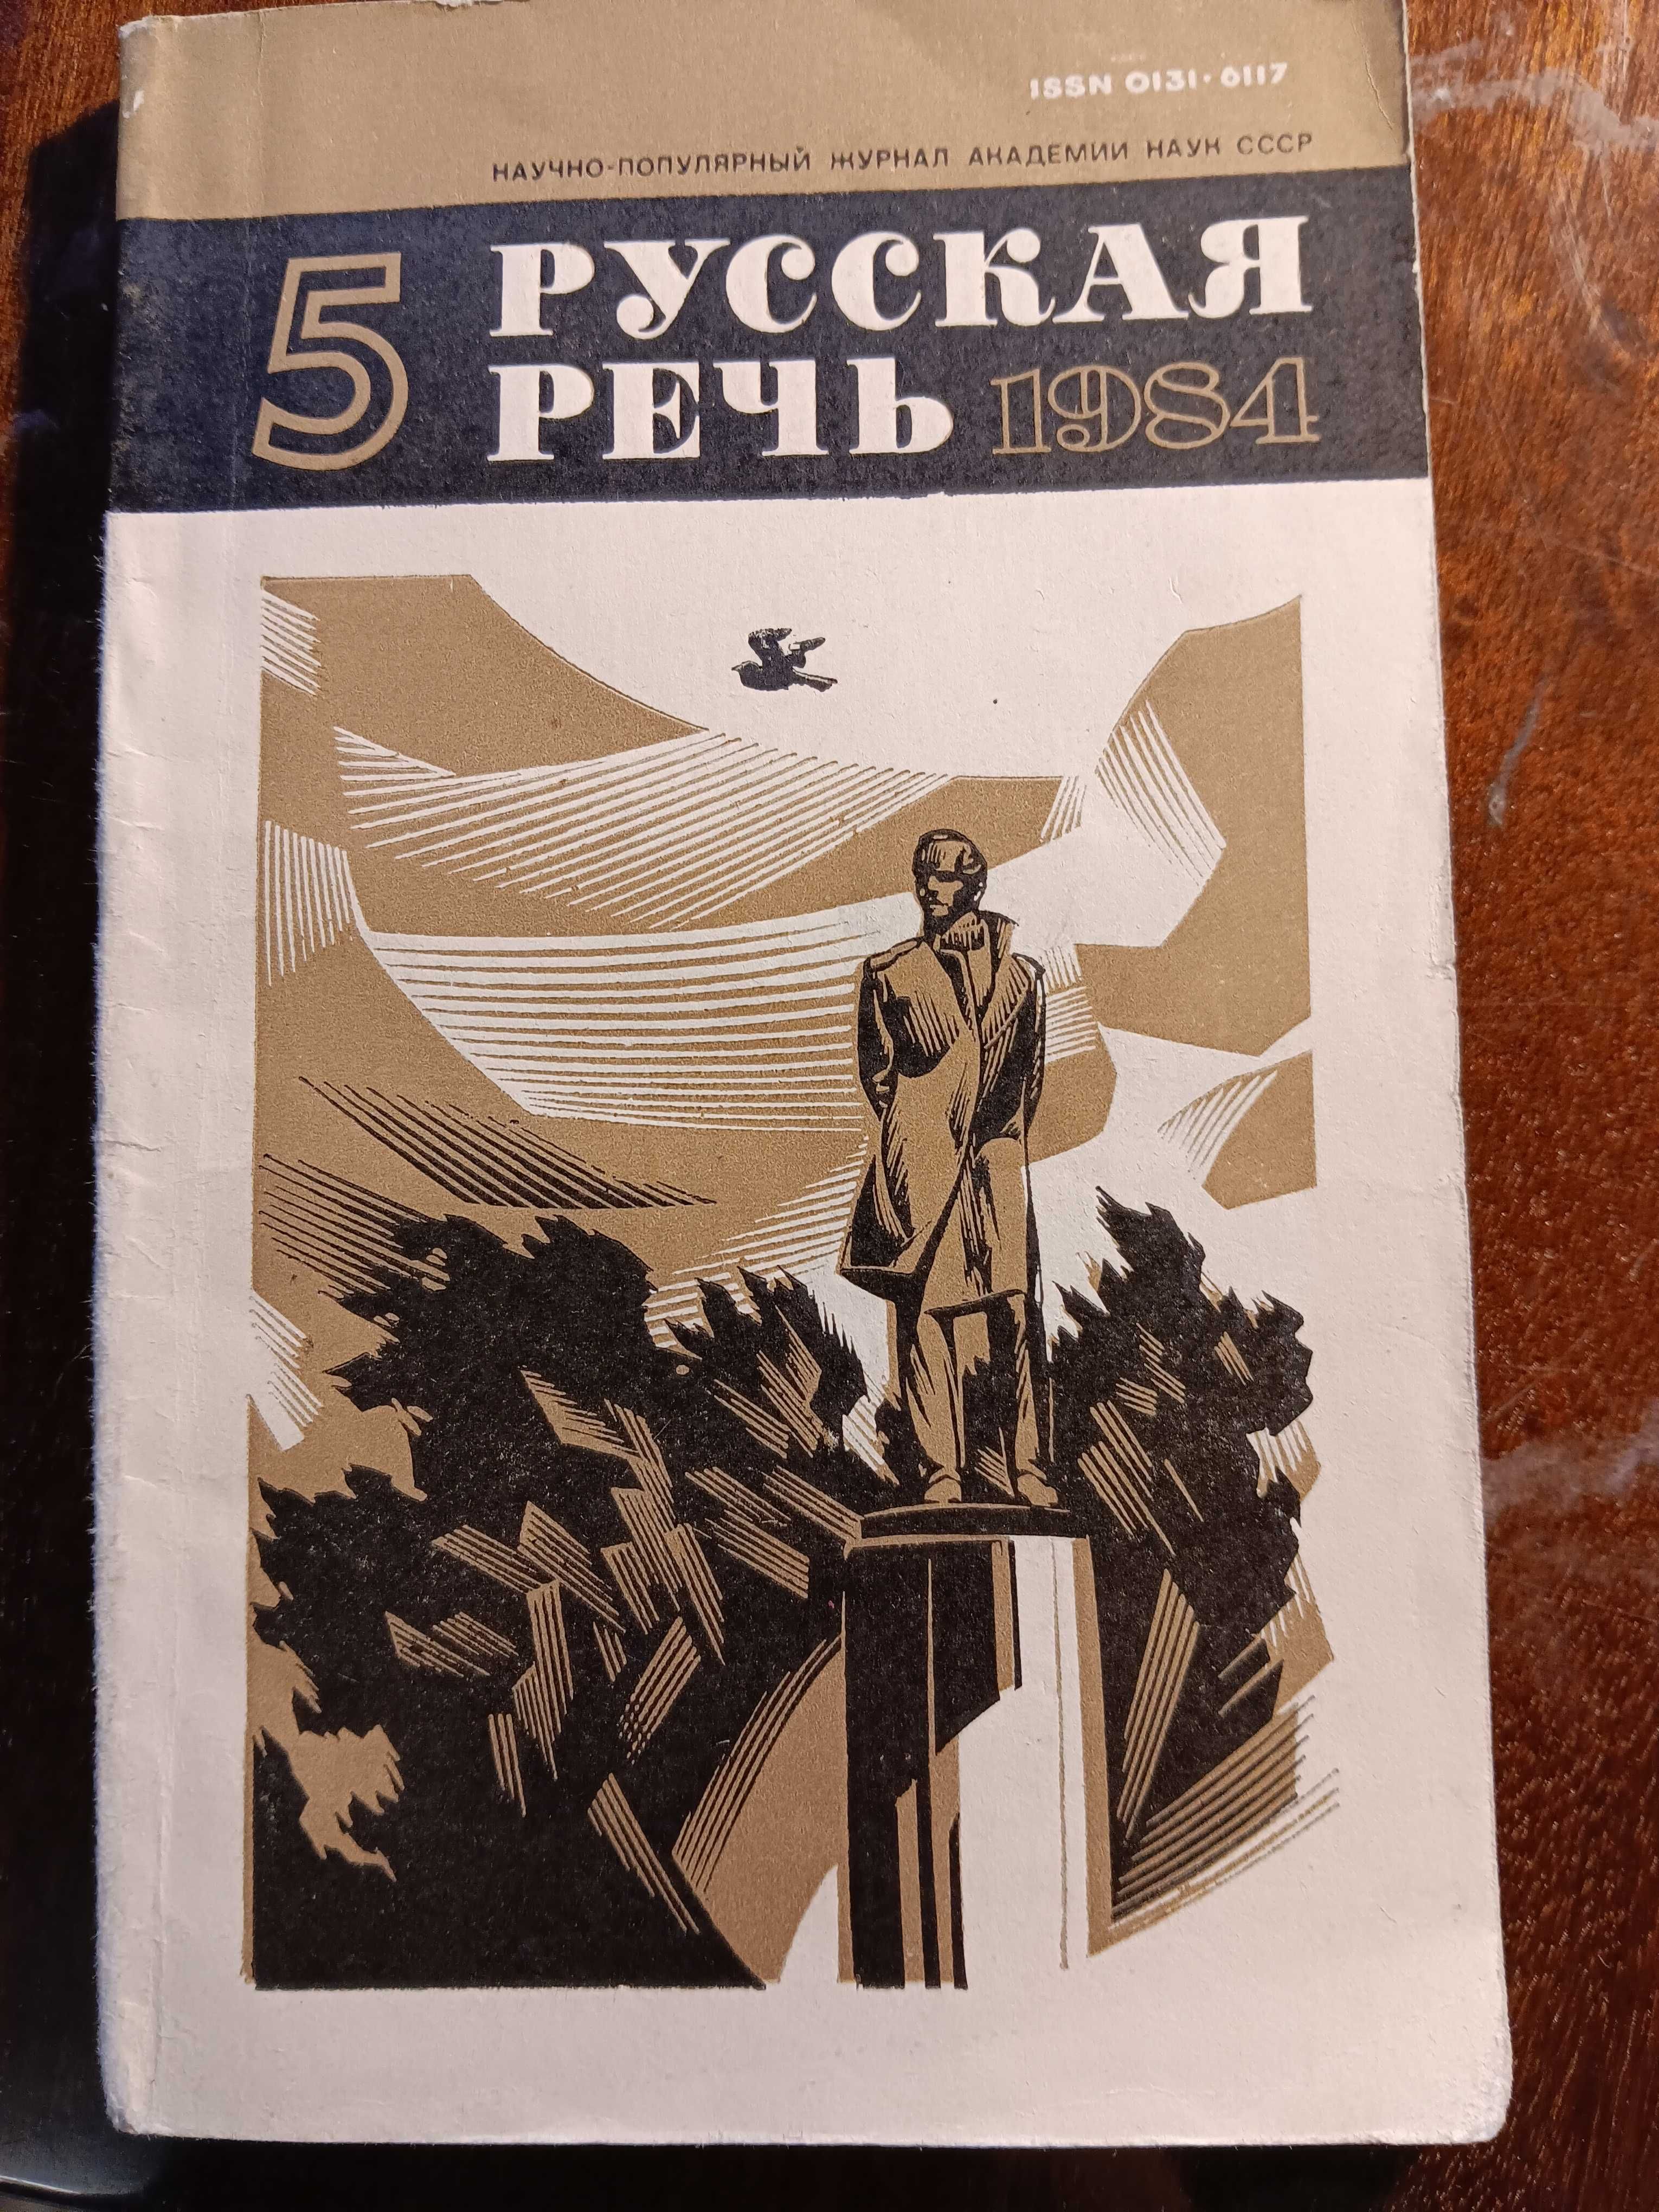 ISSN 0131-6117
НАУЧНО-ПОПУЛЯРНЫЙ ЖУРНАЛ АКАДЕМИИ НАУК СССР
5 РУССКАЯ
РЕЧЬ 1984